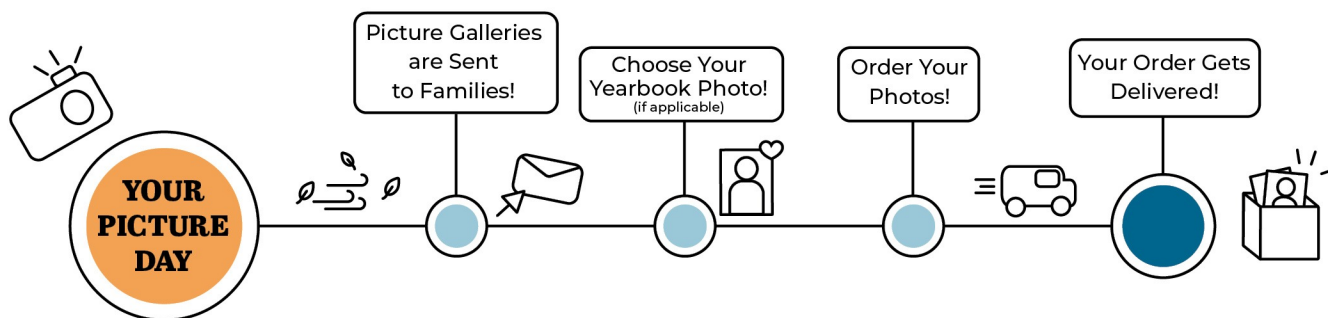 YOUR
PICTURE
DAY
Picture Galleries
are Sent
to Families!
Choose Your
Yearbook Photo!
(if applicable)
Order Your
Photos!
Your Order Gets
Delivered!